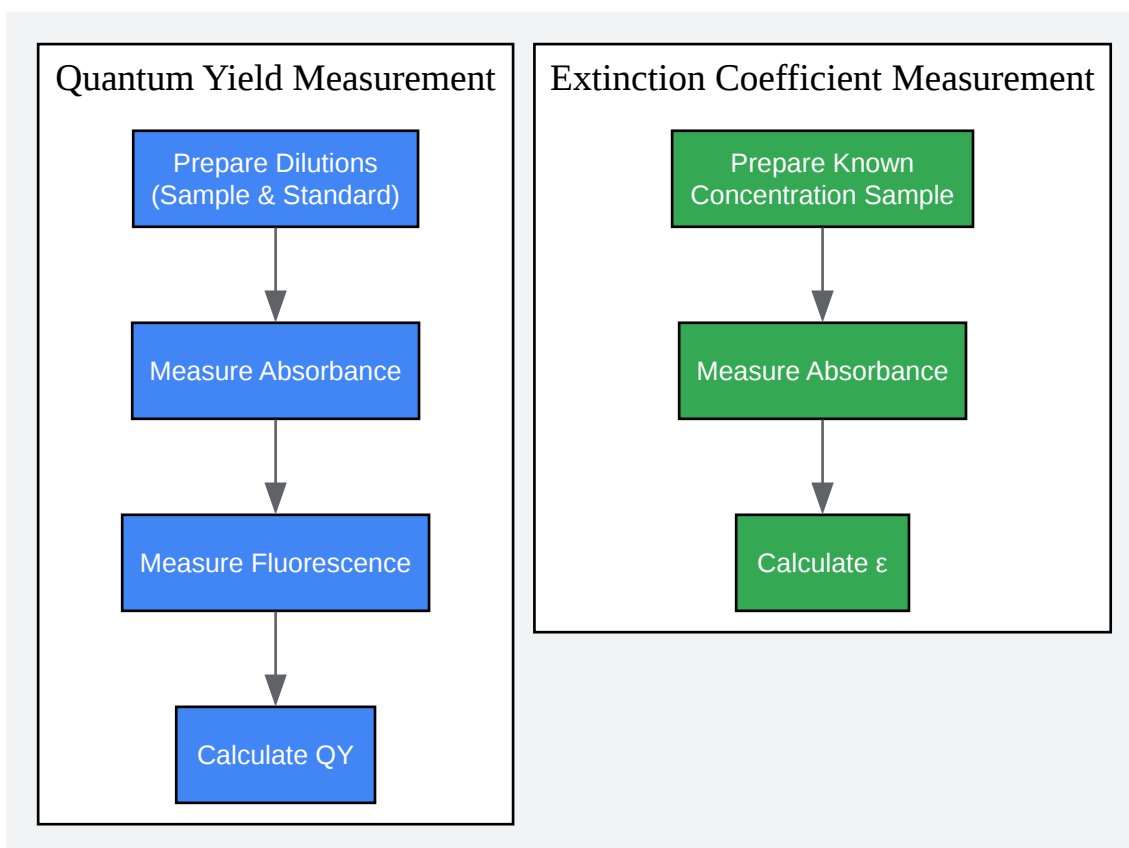 Quantum Yield Measurement
Prepare Dilutions
(Sample & Standard)
Measure Absorbance
Measure Fluorescence
Calculate QY
Extinction Coefficient Measurement
Prepare Known
Concentration Sample
Measure Absorbance
Calculate ε